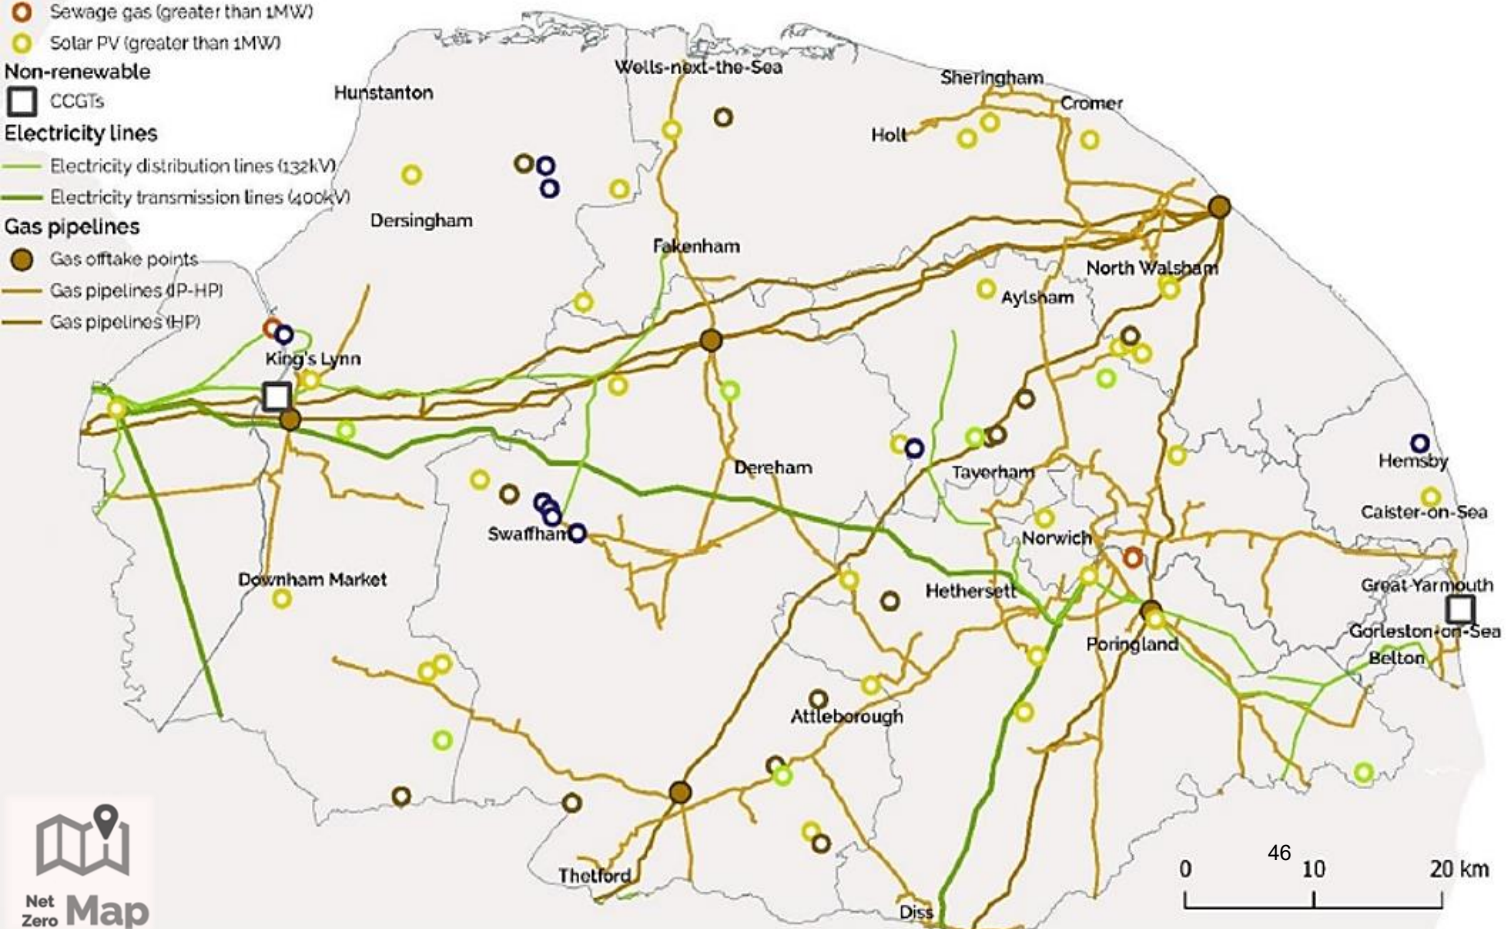 Sewage gas (greater than 1MW)
Solar PV (greater than 1MW)
Non-renewable
CCGTs
Electricity lines
Electricity distribution lines (132kV)
Electricity transmission lines (400kV)
Gas pipelines
Gas offtake points
Gas pipelines (IP-HP)
Gas pipelines (HP)
Wells-next-the-Sea
Sheringham
Hunstanton
Cromer
Holt
Dersingham
Fakenham
North Walsham
Aylsham
King's Lynn
Dereham
Taverham
Hemsby
Caister-on-Sea
Swaffham
Norwich
Downham Market
Hethersett
Great Yarmouth
Gorleston-on-Sea
Poringland
Belton
Attleborough
Thetford
Diss
46
0 10 20 km
Net
Zero Map